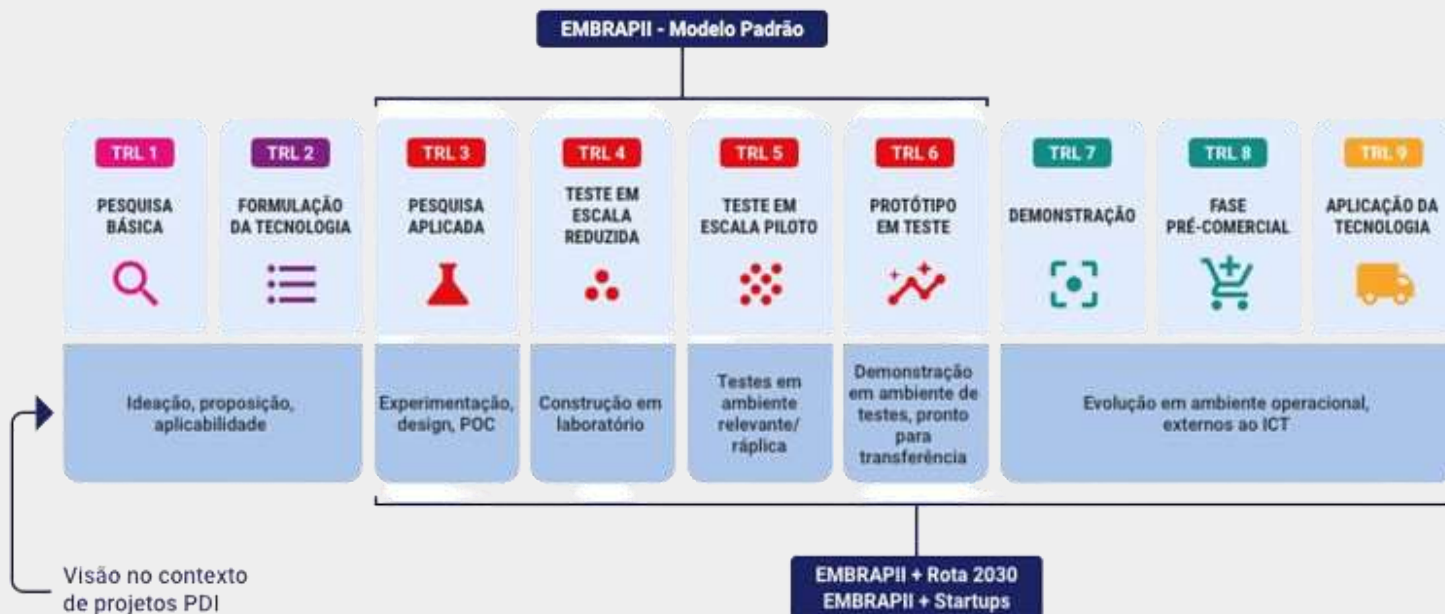 EMBRAPII - Modelo Padrão
TRL 1
PESQUISA
BÁSICA
TRL 2
FORMULAÇÃO
DA TECNOLOGIA
TRL 3
PESQUISA
APLICADA
TRL 4
TESTE EM
ESCALA
REDUZIDA
TRL 5
TESTE EM
ESCALA PILOTO
TRL 6
PROTÓTIPO
EM TESTE
TRL 7
DEMONSTRAÇÃO
TRL 8
FASE
PRÉ-COMERCIAL
TRL 9
APLICAÇÃO DA
TECNOLOGIA
Ideação, proposição,
aplicabilidade
Experimentação,
design, POC
Construção em
laboratório
Testes em
ambiente
relevante/
ráplica
Demonstração
em ambiente de
testes, pronto
para
transferência
Evolução em ambiente operacional,
externos ao ICT
Visão no contexto
de projetos PDI
EMBRAPII + Rota 2030
EMBRAPII + Startups